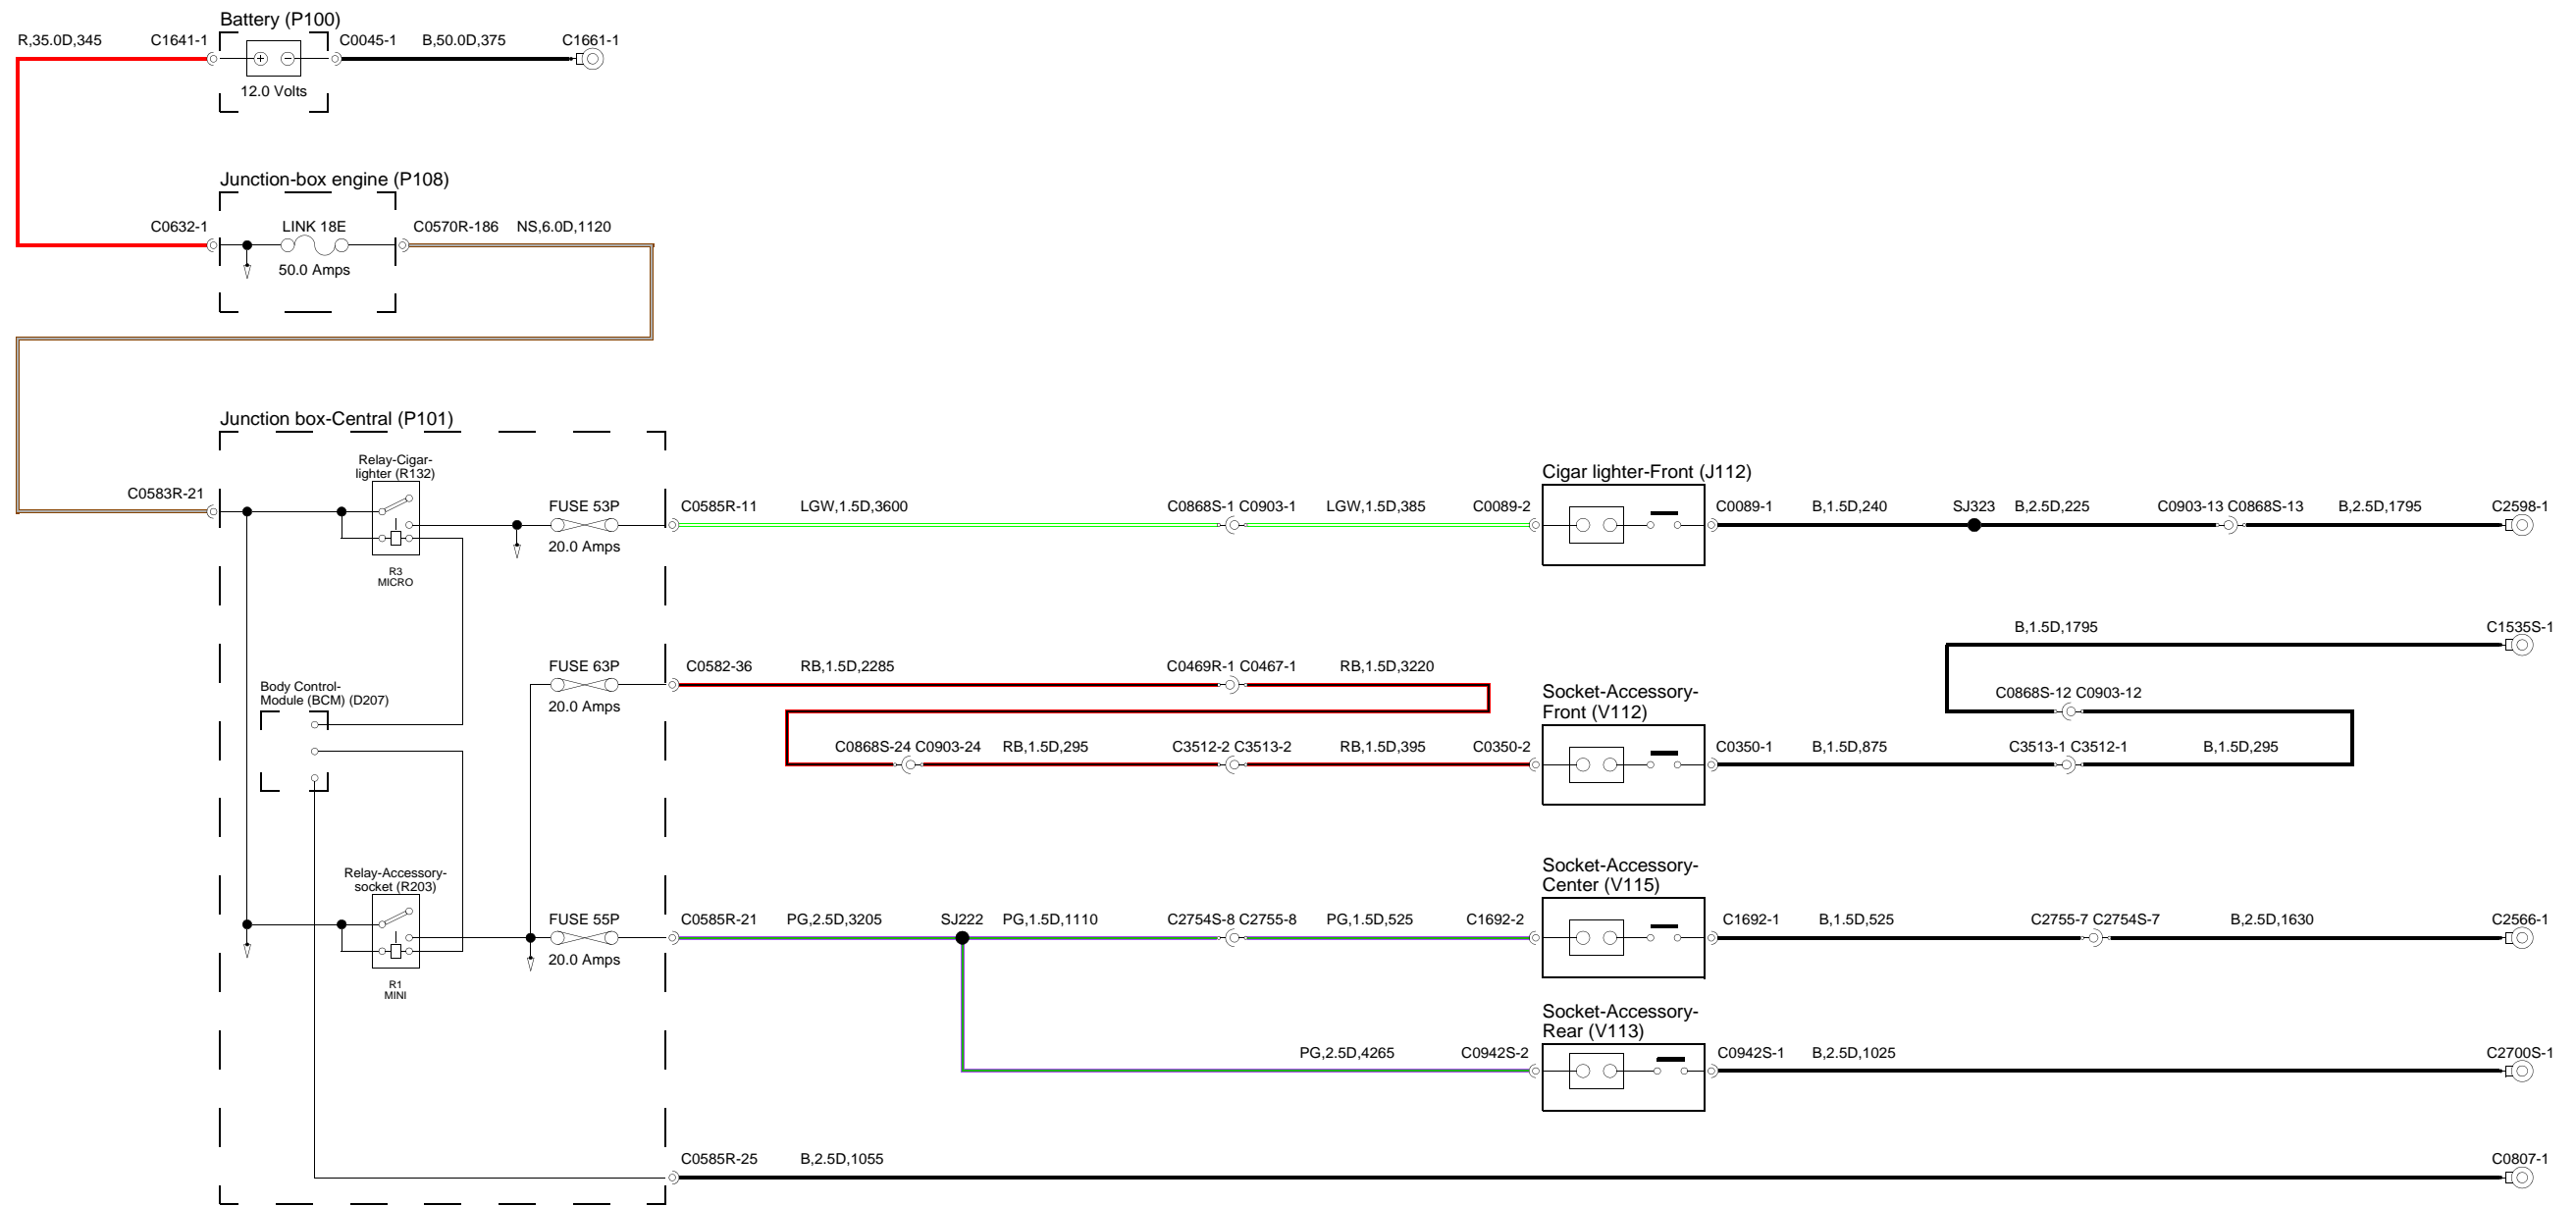 Battery (P100)
R,35.0D,345
C1641-1
C0045-1
B,50.0D,375
C1661-1
12.0 Volts
Junction-box engine (P108)
C0632-1
LINK 18E
C0570R-186
NS,6.0D,1120
50.0 Amps
Junction box-Central (P101)
C0583R-21
Relay-Cigar-
lighter (R132)
R3
MICRO
FUSE 53P
20.0 Amps
C0585R-11
LGW,1.5D,3600
C0868S-1 C0903-1
LGW,1.5D,385
C0089-2
Cigar lighter-Front (J112)
C0089-1
B,1.5D,240
SJ323
B,2.5D,225
C0903-13 C0868S-13
B,2.5D,1795
C2598-1
B,1.5D,1795
C1535S-1
FUSE 63P
20.0 Amps
C0582-36
RB,1.5D,2285
C0469R-1 C0467-1
RB,1.5D,3220
Body Control-
Module (BCM) (D207)
Socket-Accessory-
Front (V112)
C0868S-12 C0903-12
C0868S-24 C0903-24
RB,1.5D,295
C3512-2 C3513-2
RB,1.5D,395
C0350-2
C0350-1
B,1.5D,875
C3513-1 C3512-1
B,1.5D,295
Relay-Accessory-
socket (R203)
R1
MINI
FUSE 55P
20.0 Amps
C0585R-21
PG,2.5D,3205
SJ222
PG,1.5D,1110
C2754S-8 C2755-8
PG,1.5D,525
C1692-2
Socket-Accessory-
Center (V115)
C1692-1
B,1.5D,525
C2755-7 C2754S-7
B,2.5D,1630
C2566-1
Socket-Accessory-
Rear (V113)
PG,2.5D,4265
C0942S-2
C0942S-1
B,2.5D,1025
C2700S-1
C0585R-25
B,2.5D,1055
C0807-1